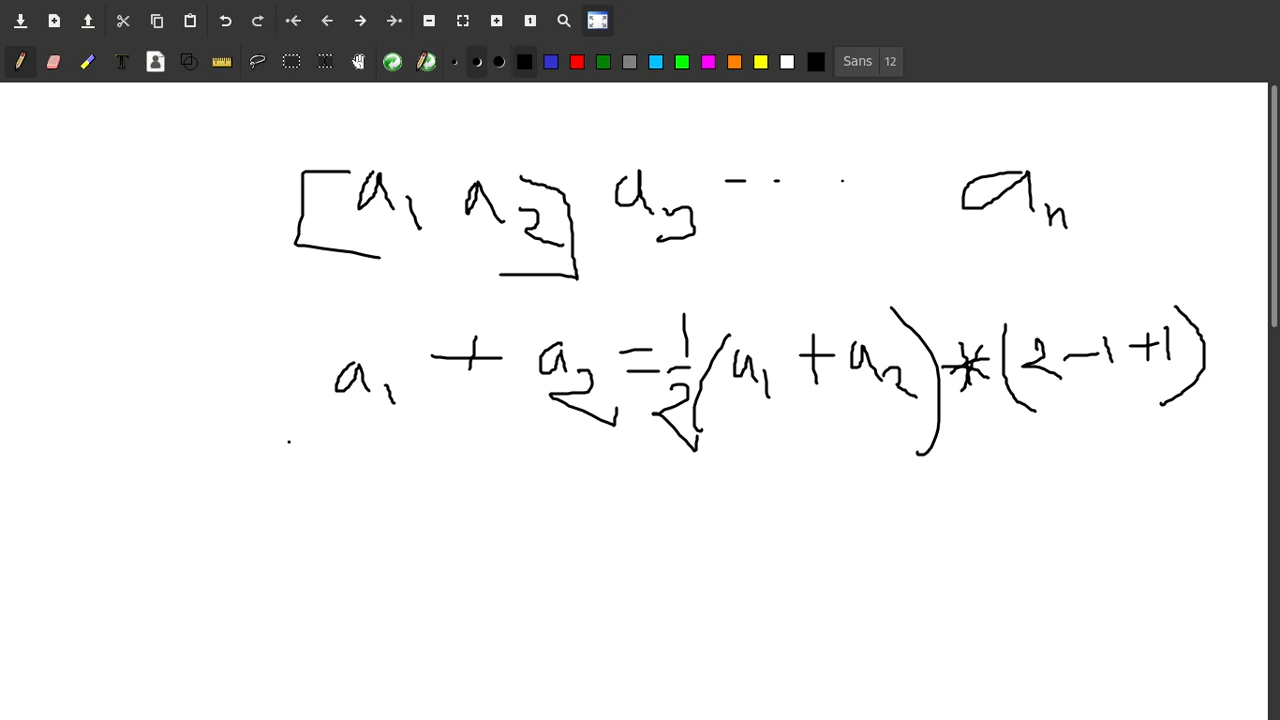 Sans 12
[a₁ a₂] a₃ - - . aₙ
a₁ + a₂ = 1/2 (a₁ + a₂) * (2-1+1)